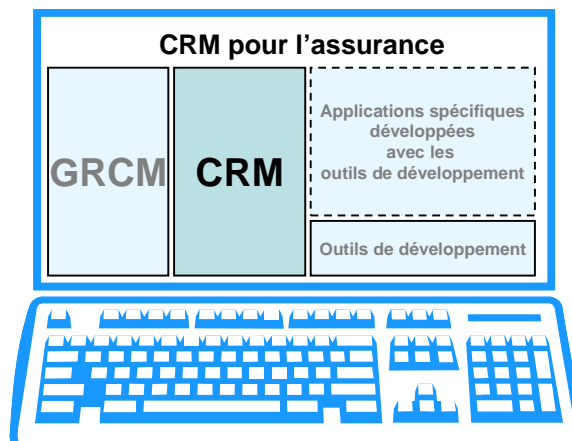 CRM pour l’assurance
GRCM
CRM
Applications spécifiques
développées
avec les
outils de développement
Outils de développement